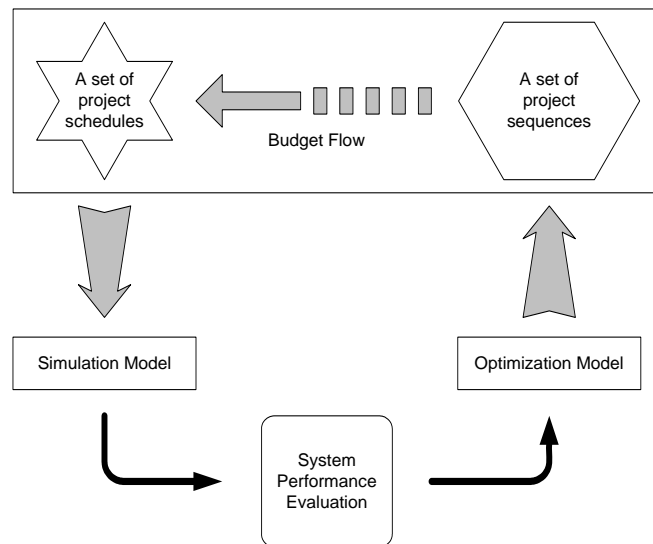 A set of
project
schedules
Budget Flow
A set of
project
sequences
Simulation Model
Optimization Model
System
Performance
Evaluation